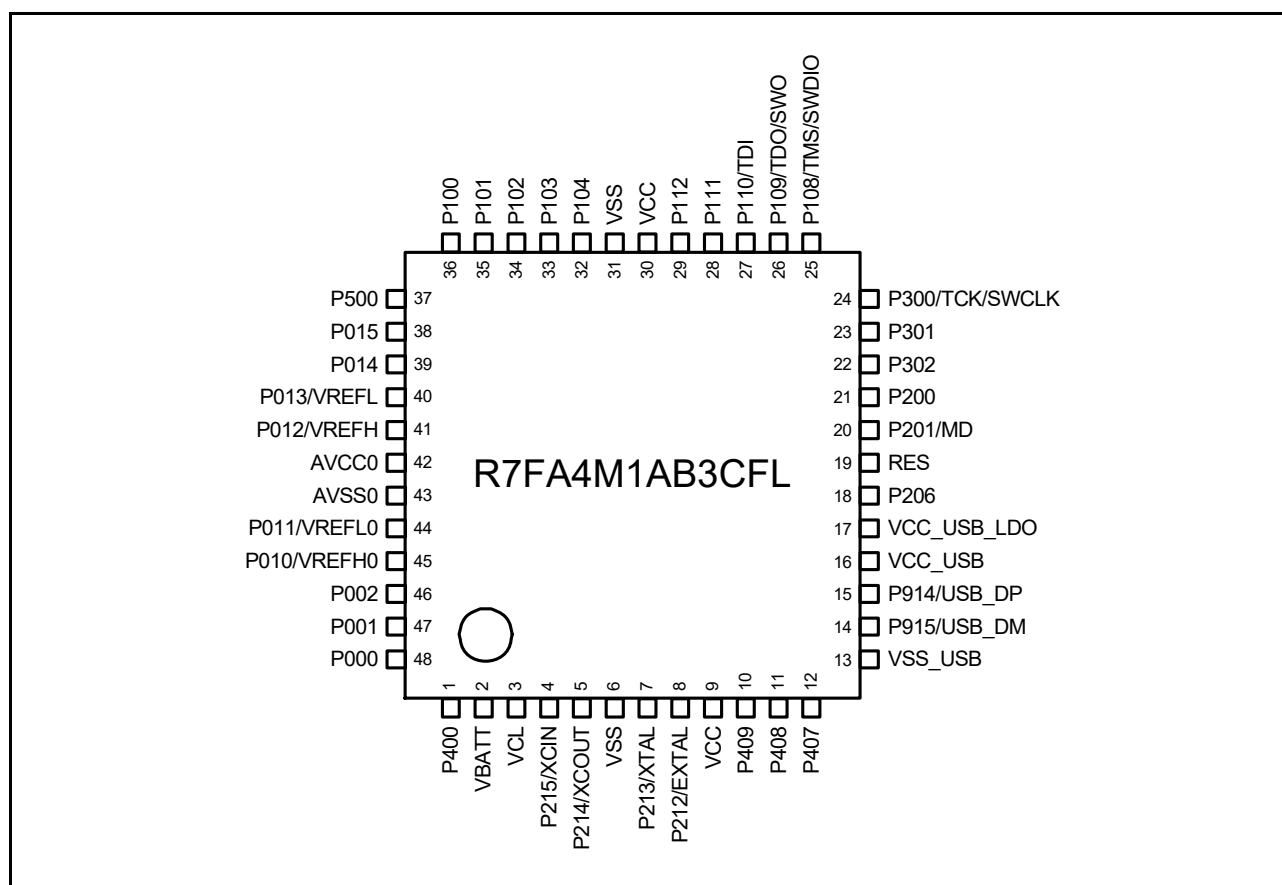 P100
P101
P102
P103
P104
VSS
VCC
P112
P111
P110/TDI
P109/TDO/SWO
P108/TMS/SWDIO
36
35
34
33
32
31
30
29
28
27
26
25
P500 37
P015 38
P014 39
P013/VREFL 40
P012/VREFH 41
AVCC0 42
AVSS0 43
P011/VREFL0 44
P010/VREFH0 45
P002 46
P001 47
P000 48
R7FA4M1AB3CFL
24 P300/TCK/SWCLK
23 P301
22 P302
21 P200
20 P201/MD
19 RES
18 P206
17 VCC_USB_LDO
16 VCC_USB
15 P914/USB_DP
14 P915/USB_DM
13 VSS_USB
1
2
3
4
5
6
7
8
9
10
11
12
P400
VBATT
VCL
P215/XCIN
P214/XCOUT
VSS
P213/XTAL
P212/EXTAL
VCC
P409
P408
P407